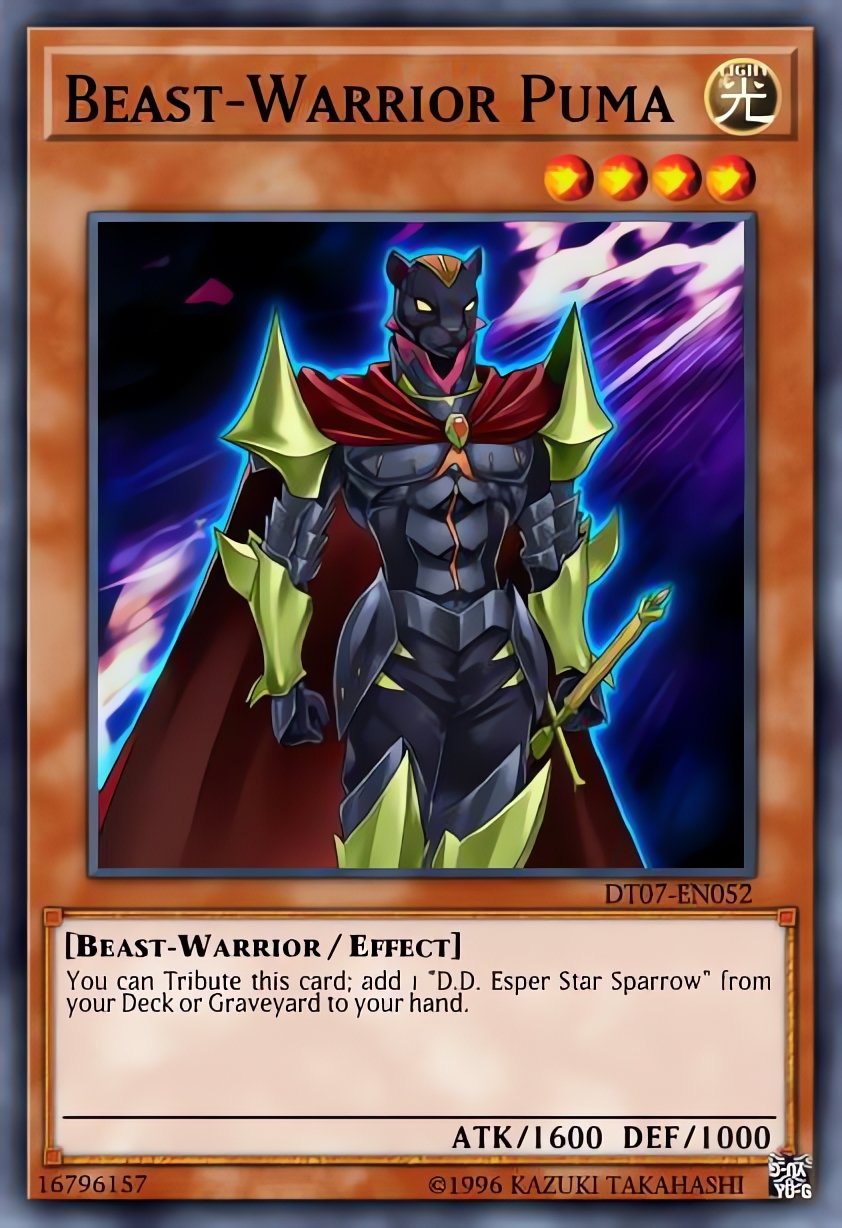 BEAST-WARRIOR PUMA
光
DT07-EN052
[BEAST-WARRIOR / EFFECT]
You can Tribute this card; add 1 "D.D. Esper Star Sparrow" from
your Deck or Graveyard to your hand.
ATK/1600 DEF/1000
16796157
©1996 KAZUKI TAKAHASHI